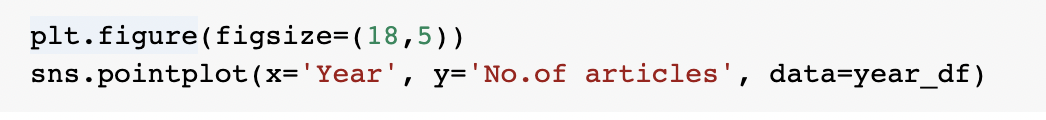 plt.figure(figsize=(18,5))
sns.pointplot(x='Year', y='No.of articles', data=year_df)